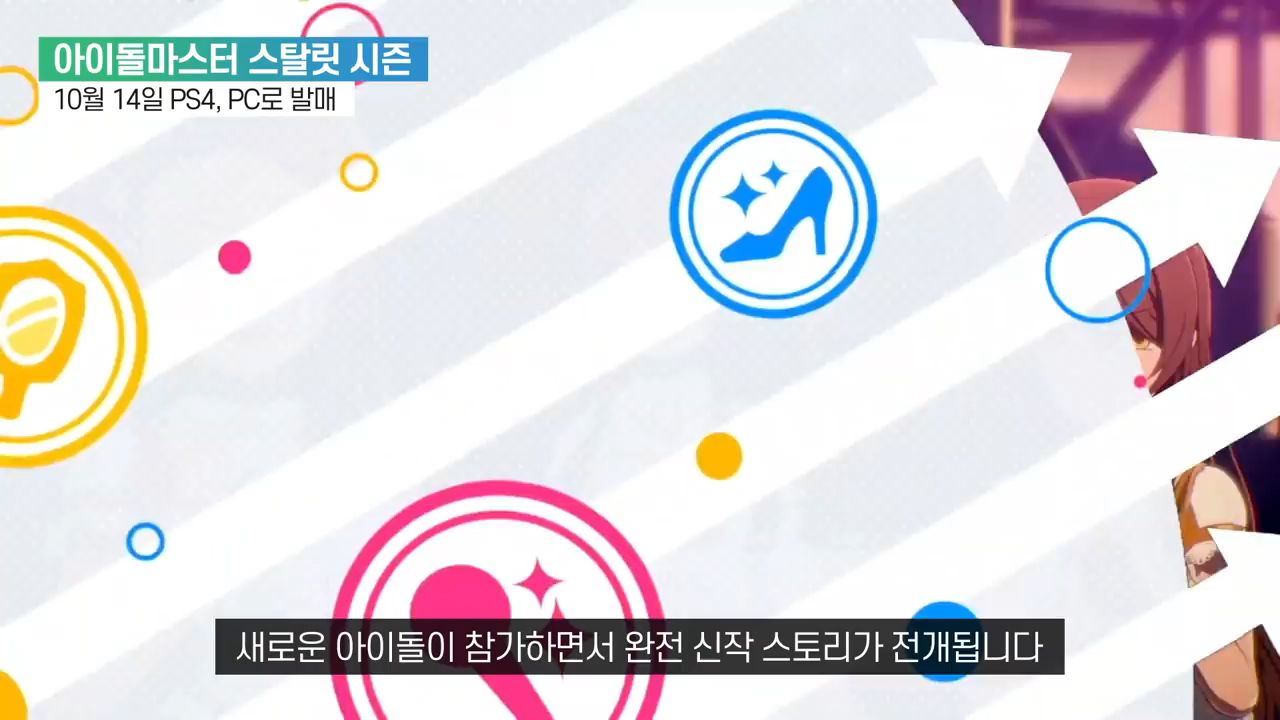 아이돌마스터 스탈릿 시즌
10월 14일 PS4, PC로 발매
새로운 아이돌이 참가하면서 완전 신작 스토리가 전개됩니다